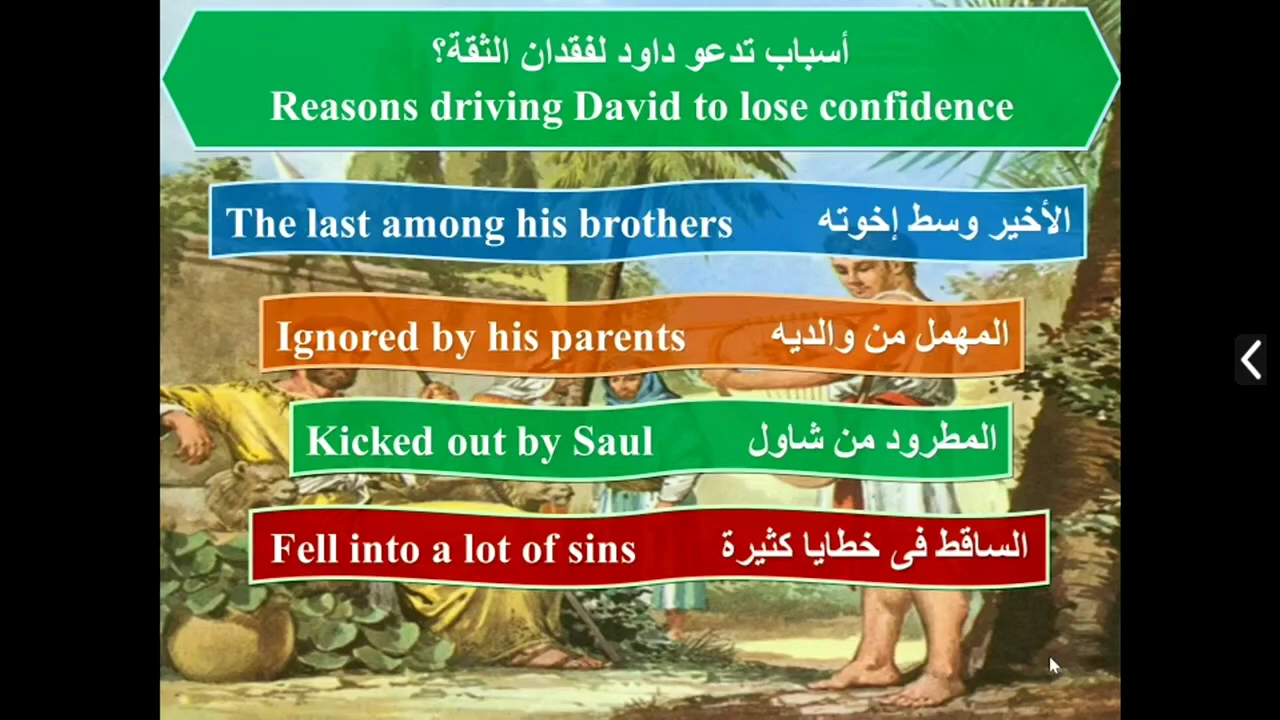 أسباب تدعو داود لفقدان الثقة؟
Reasons driving David to lose confidence
The last among his brothers الأخير وسط إخوته
Ignored by his parents المهمل من والديه
Kicked out by Saul المطرود من شاول
Fell into a lot of sins الساقط فى خطايا كثيرة